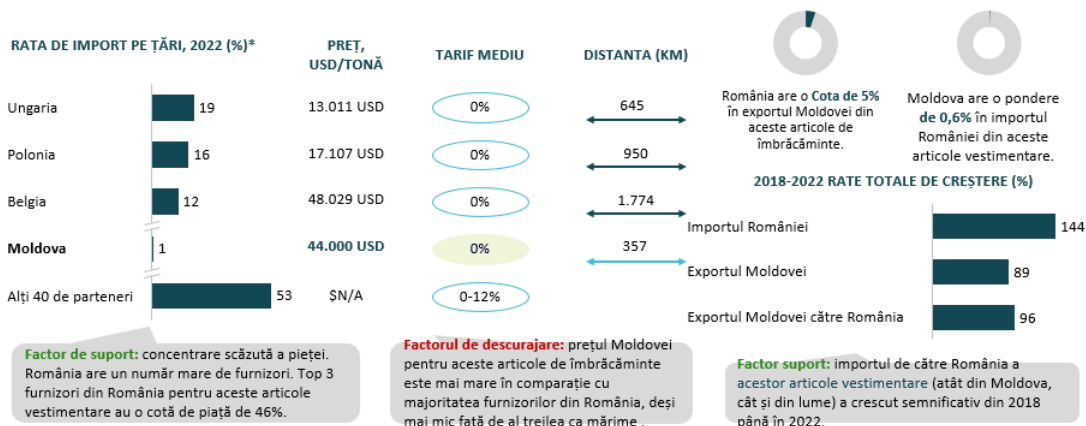 RATA DE IMPORT PE ȚĂRI, 2022 (%)*
PREȚ,
USD/TONĂ
TARIF MEDIU
DISTANTA (KM)
Ungaria 19 13.011 USD 0% 645
Polonia 16 17.107 USD 0% 950
Belgia 12 48.029 USD 0% 1.774
Moldova 1 44.000 USD 0% 357
Alți 40 de parteneri 53 $N/A 0-12%
România are o Cota de 5%
în exportul Moldovei din
aceste articole de
îmbrăcăminte.
Moldova are o pondere
de 0,6% în importul
României din aceste
articole vestimentare.
2018-2022 RATE TOTALE DE CREȘTERE (%)
Importul României 144
Exportul Moldovei 89
Exportul Moldovei către România 96
Factor de suport: concentrare scăzută a pieței.
România are un număr mare de furnizori. Top 3
furnizori din România pentru aceste articole
vestimentare au o cotă de piață de 46%.
Factorul de descurajare: prețul Moldovei
pentru aceste articole de îmbrăcăminte
este mai mare în comparație cu
majoritatea furnizorilor din România, deși
mai mic față de al treilea ca mărime .
Factor suport: importul de către România a
acestor articole vestimentare (atât din Moldova,
cât și din lume) a crescut semnificativ din 2018
până în 2022.